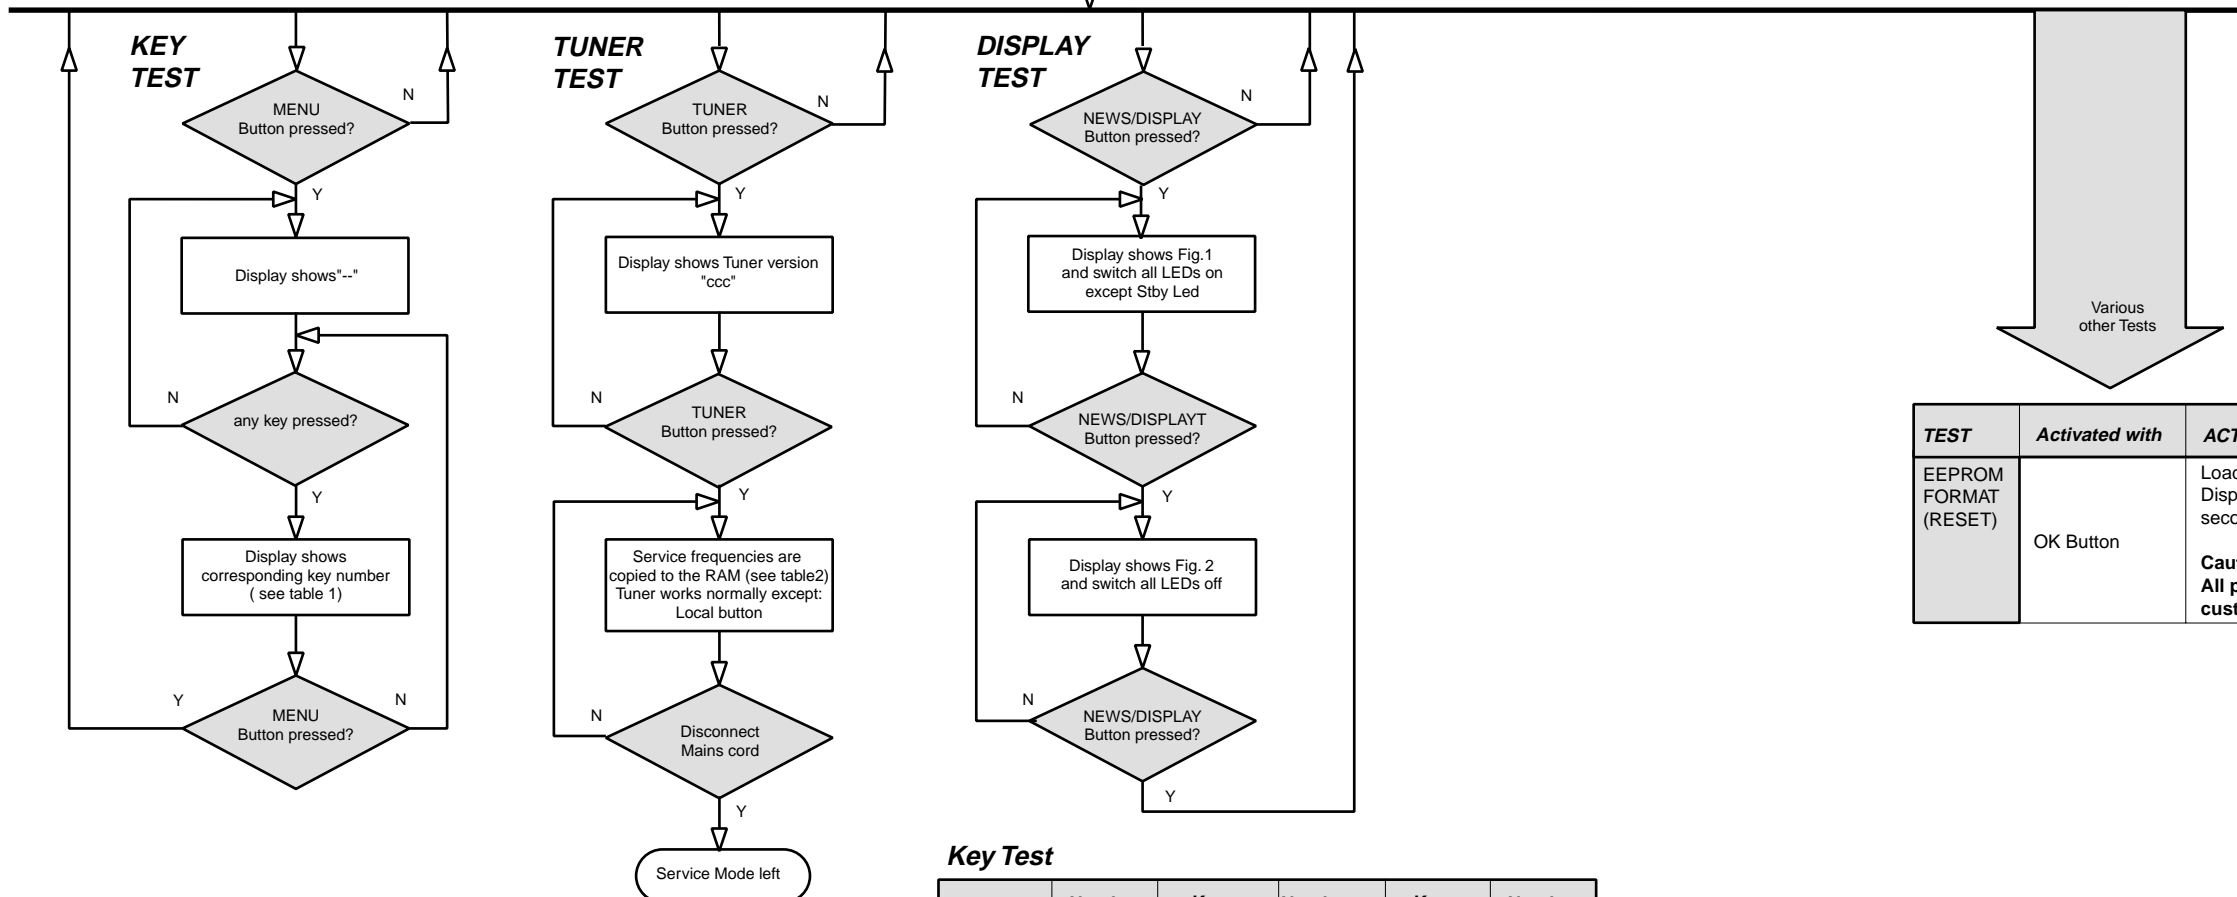 KEY
TEST
MENU
Button pressed?
N
Y
Display shows"--"
any key pressed?
N
Y
Display shows
corresponding key number
( see table 1)
MENU
Button pressed?
Y
N
TUNER
TEST
TUNER
Button pressed?
N
Y
Display shows Tuner version
"ccc"
TUNER
Button pressed?
N
Y
Service frequencies are
copied to the RAM (see table2)
Tuner works normally except:
Local button
Disconnect
Mains cord
N
Y
Service Mode left
DISPLAY
TEST
NEWS/DISPLAY
Button pressed?
N
Y
Display shows Fig.1
and switch all LEDs on
except Stby Led
NEWS/DISPLAYT
Button pressed?
N
Y
Display shows Fig. 2
and switch all LEDs off
NEWS/DISPLAY
Button pressed?
N
Y
Various
other Tests
TEST Activated with
EEPROM
FORMAT
(RESET)
OK Button
All
Key Test